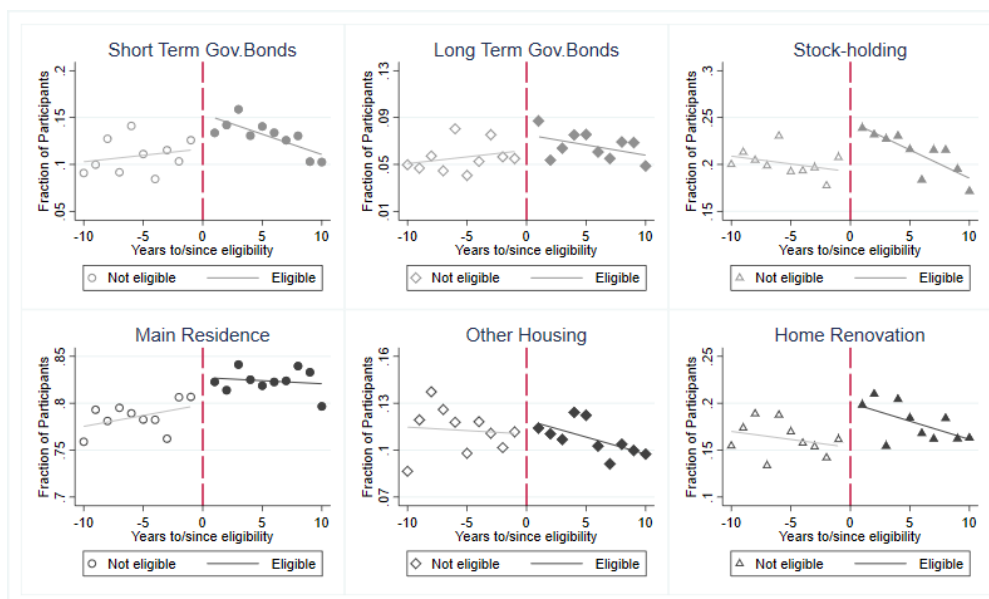 Short Term Gov.Bonds
Fraction of Participants
.05 .1 .15 .2
-10 -5 0 5 10
Years to/since eligibility
Not eligible Eligible
Long Term Gov.Bonds
Fraction of Participants
.01 .05 .09 .13
-10 -5 0 5 10
Years to/since eligibility
Not eligible Eligible
Stock-holding
Fraction of Participants
.15 .2 .25 .3
-10 -5 0 5 10
Years to/since eligibility
Not eligible Eligible
Main Residence
Fraction of Participants
.7 .75 .8 .85
-10 -5 0 5 10
Years to/since eligibility
Not eligible Eligible
Other Housing
Fraction of Participants
.07 .1 .13 .16
-10 -5 0 5 10
Years to/since eligibility
Not eligible Eligible
Home Renovation
Fraction of Participants
.1 .15 .2 .25
-10 -5 0 5 10
Years to/since eligibility
Not eligible Eligible